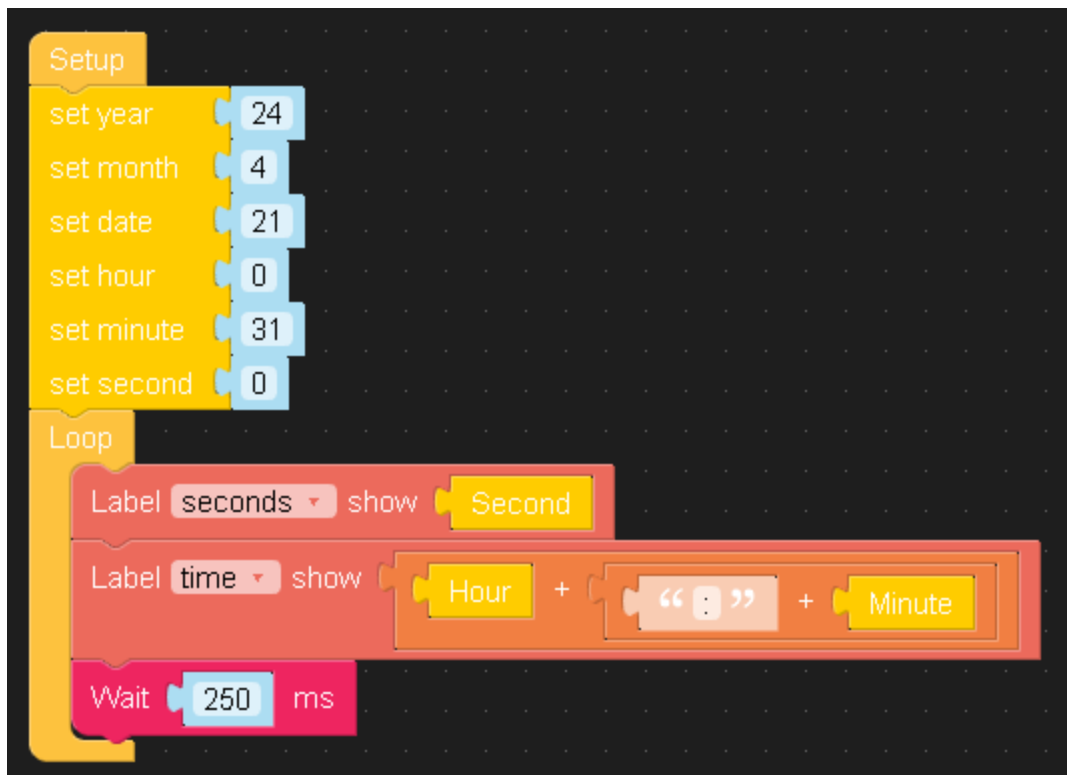 Setup
set year 24
set month 4
set date 21
set hour 0
set minute 31
set second 0
Loop
Label seconds show Second
Label time show Hour + “ : ” + Minute
Wait 250 ms